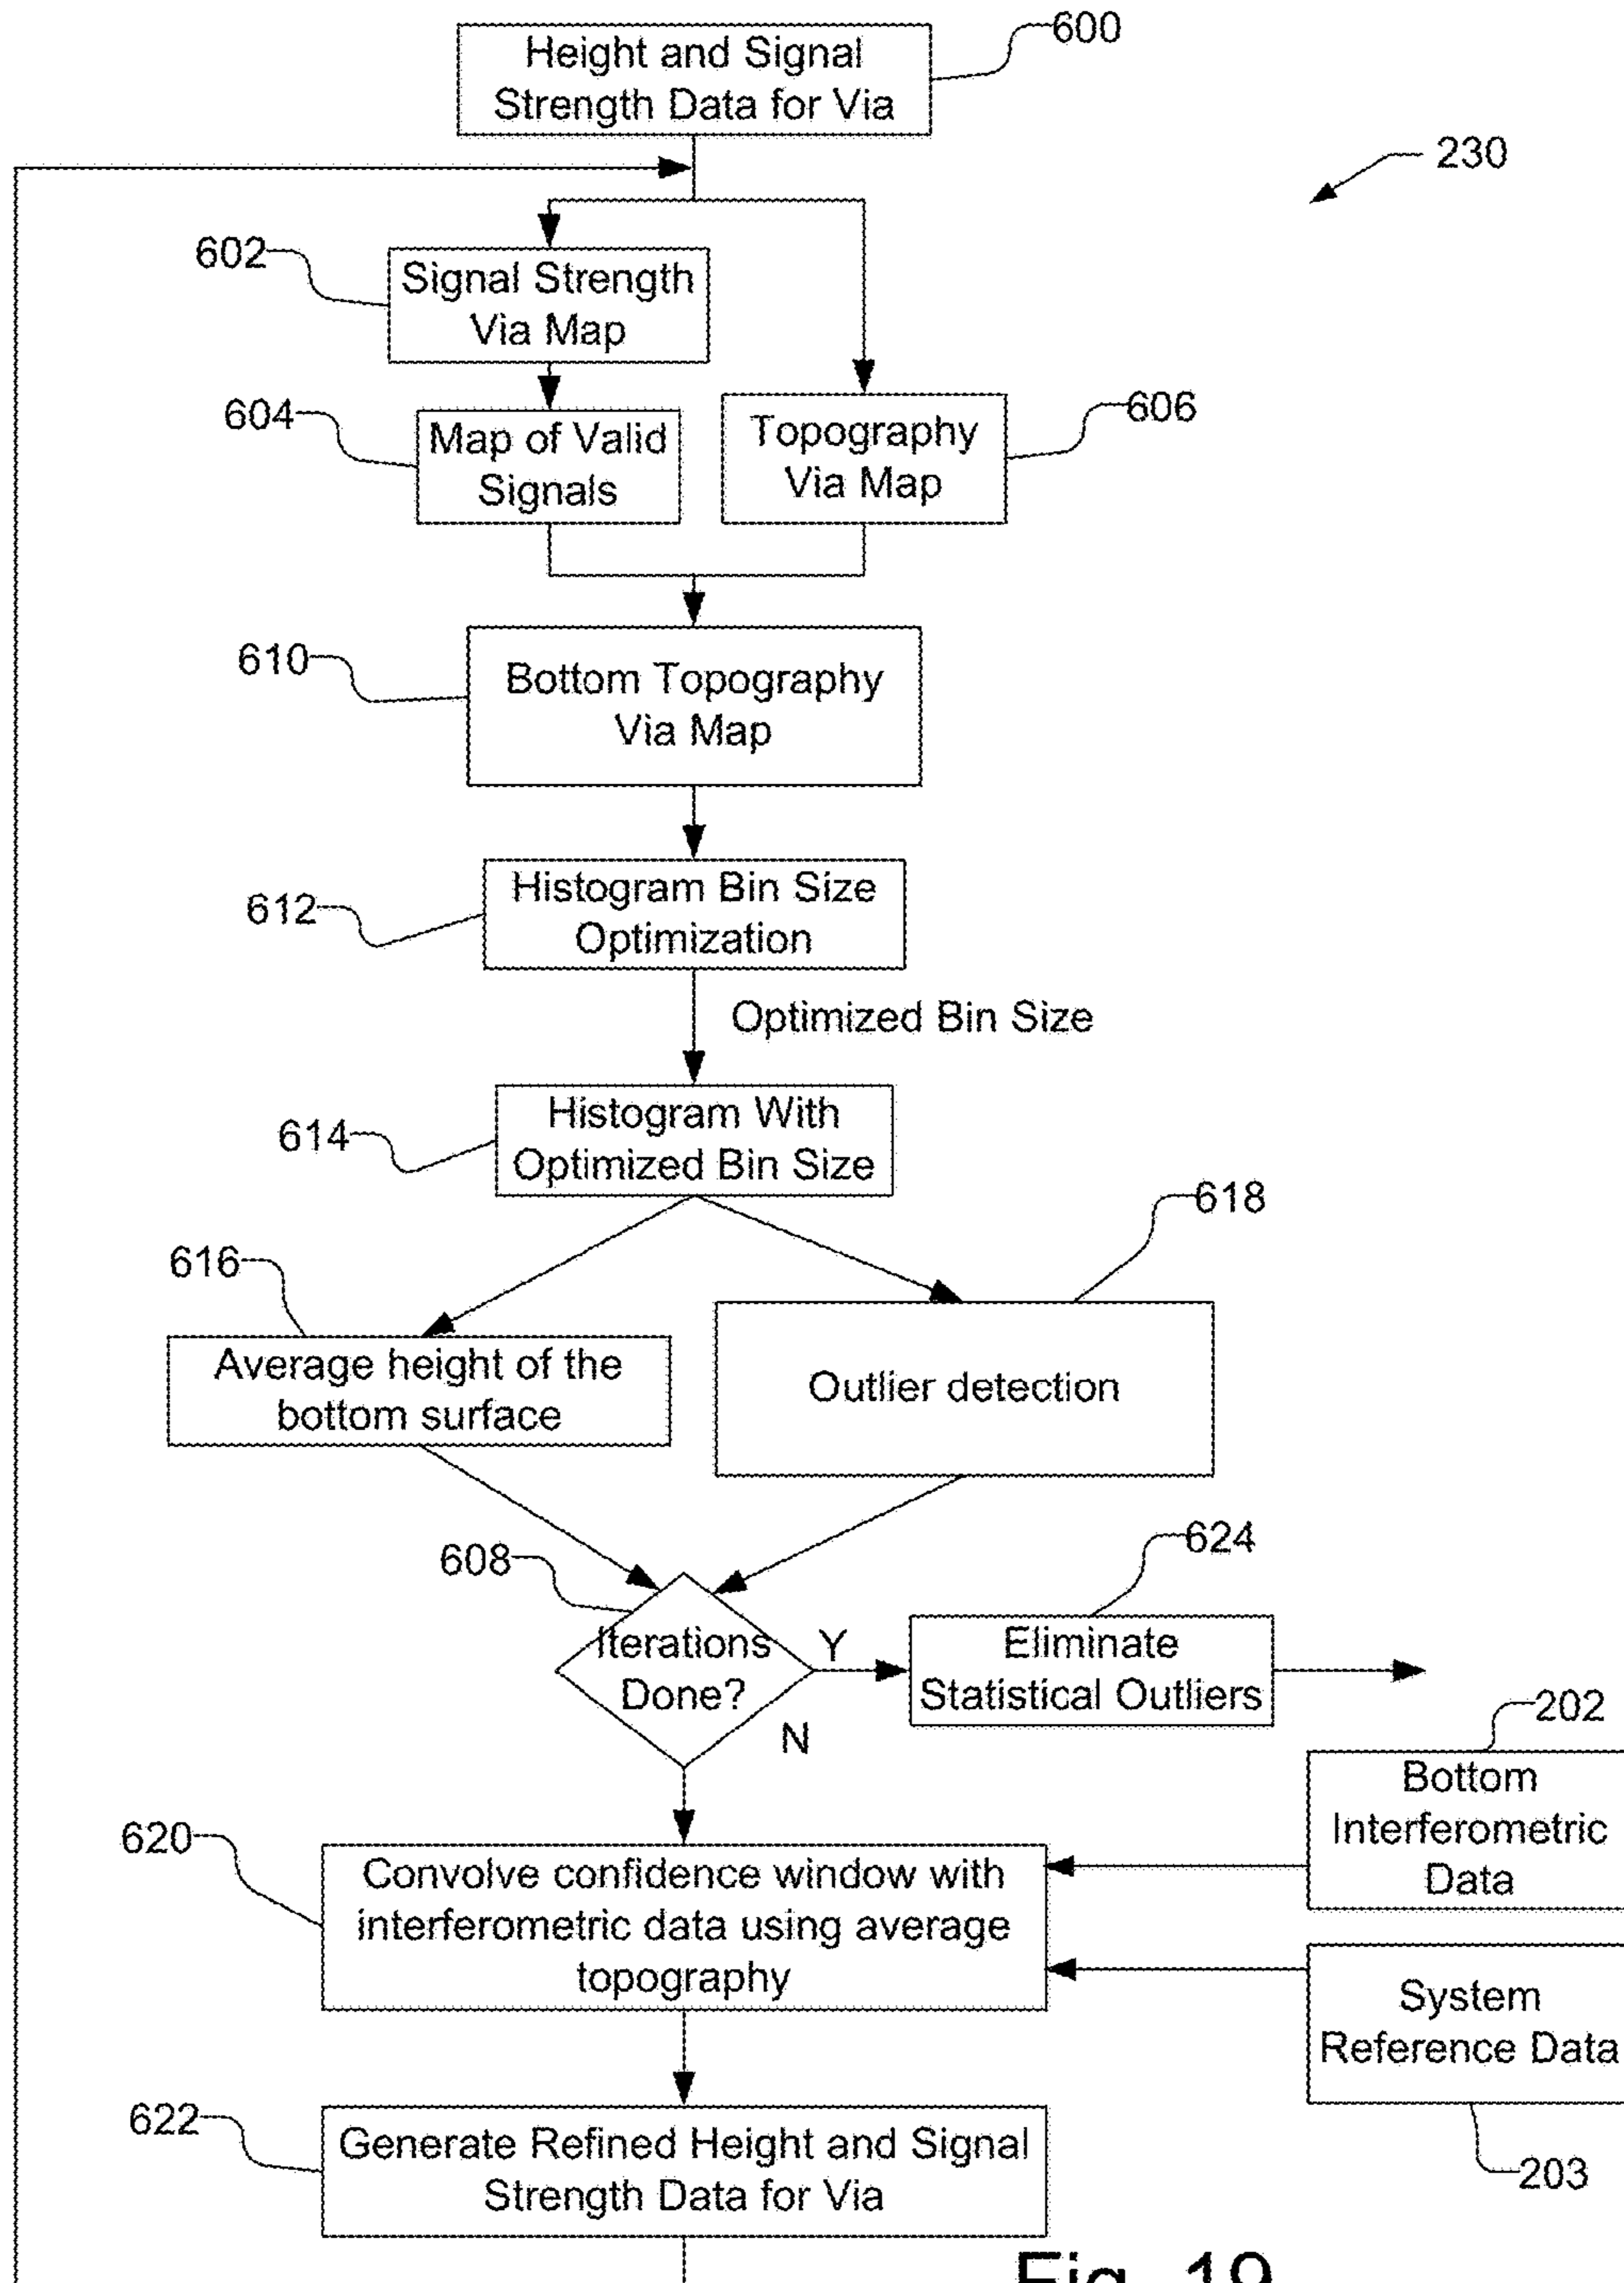 Height and Signal
Strength Data for Via
600
230
602
Signal Strength
Via Map
604
Map of Valid
Signals
Topography
Via Map
606
610
Bottom Topography
Via Map
612
Histogram Bin Size
Optimization
Optimized Bin Size
614
Histogram With
Optimized Bin Size
618
616
Average height of the
bottom surface
Outlier detection
608
Iterations
Done?
Y
N
624
Eliminate
Statistical Outliers
202
Bottom
Interferometric
Data
620
Convolve confidence window with
interferometric data using average
topography
System
Reference Data
203
622
Generate Refined Height and Signal
Strength Data for Via
Fig. 19